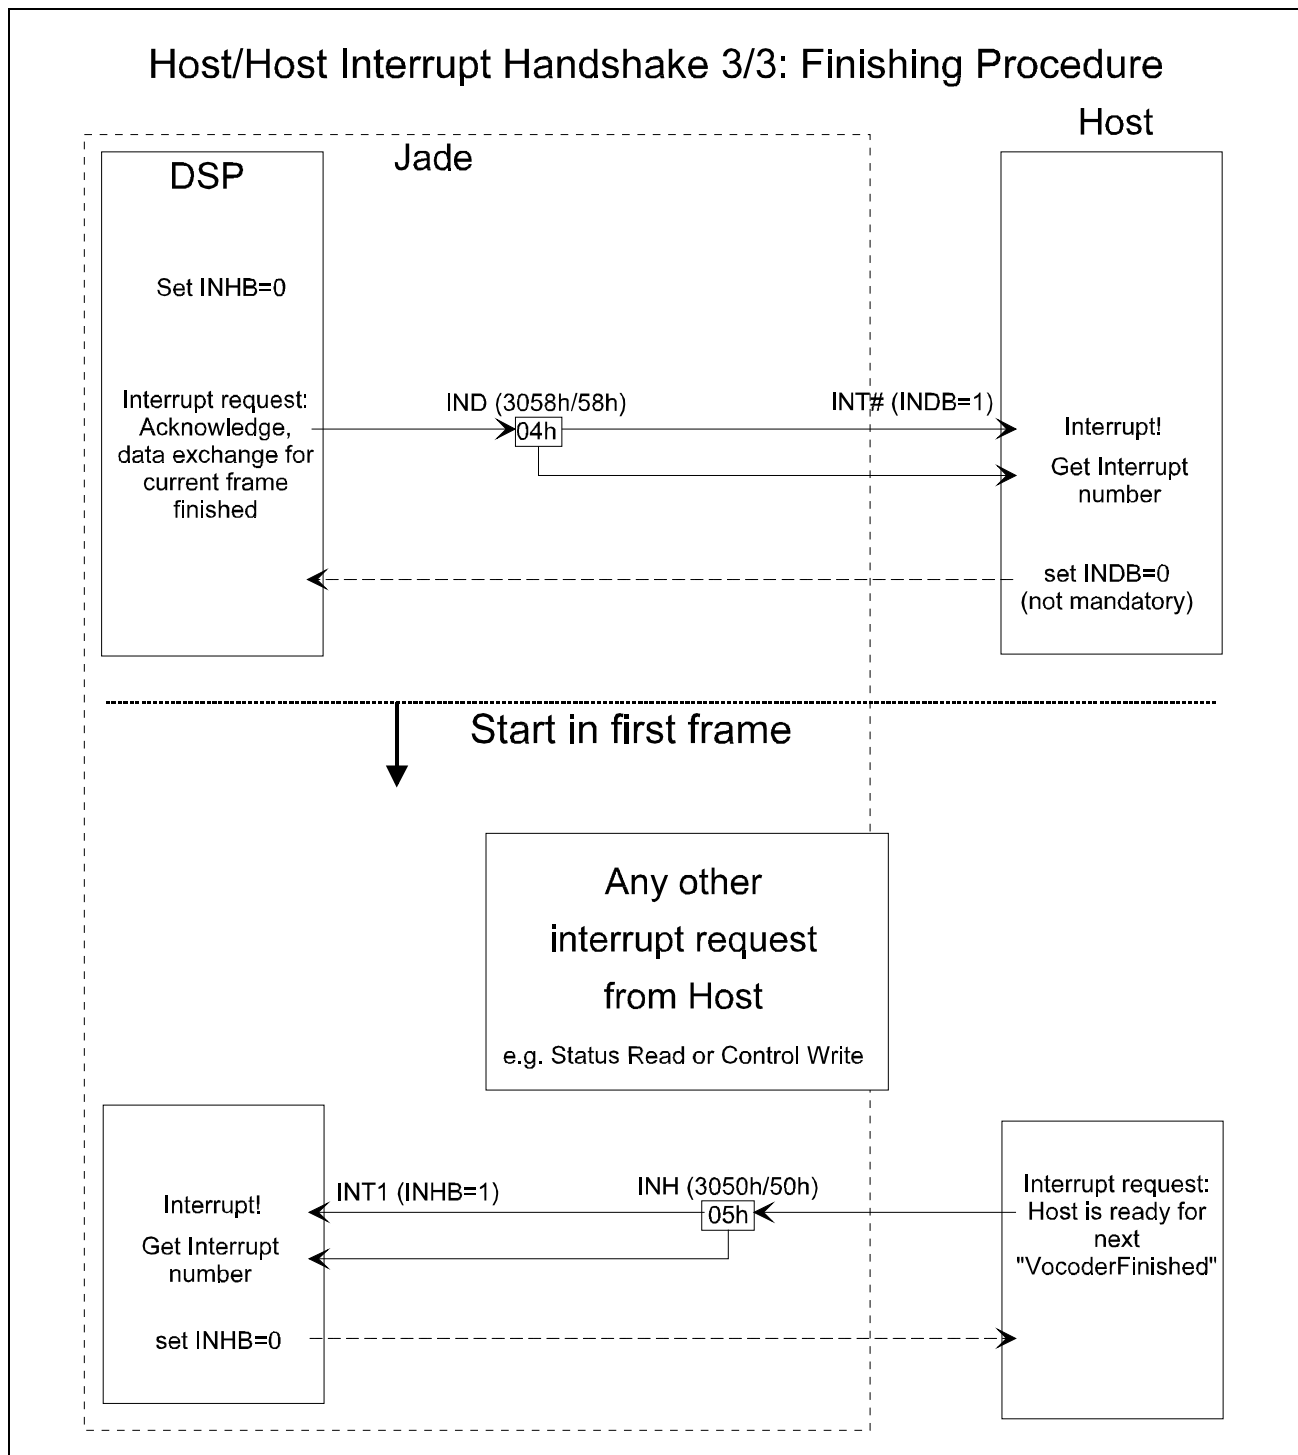 Host/Host Interrupt Handshake 3/3: Finishing Procedure
Host
Jade
DSP
Set INHB=0
Interrupt request:
Acknowledge,
data exchange for
current frame
finished
IND (3058h/58h)
04h
INT# (INDB=1)
Interrupt!
Get Interrupt
number
set INDB=0
(not mandatory)
Start in first frame
Any other
interrupt request
from Host
e.g. Status Read or Control Write
Interrupt!
Get Interrupt
number
set INHB=0
INT1 (INHB=1)
INH (3050h/50h)
05h
Interrupt request:
Host is ready for
next
"VocoderFinished"